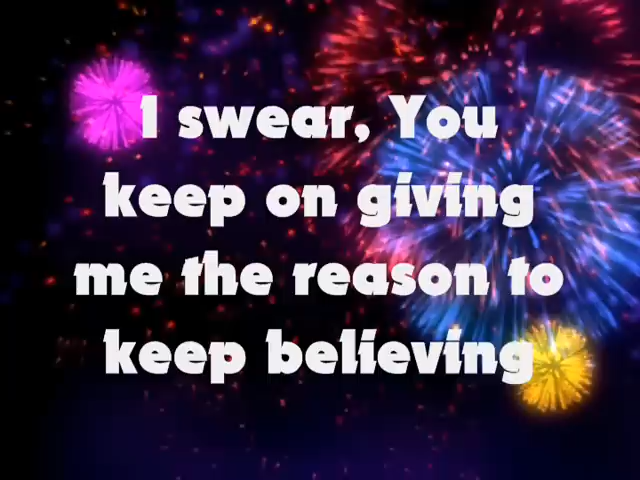 I swear, You
keep on giving
me the reason to
keep believing